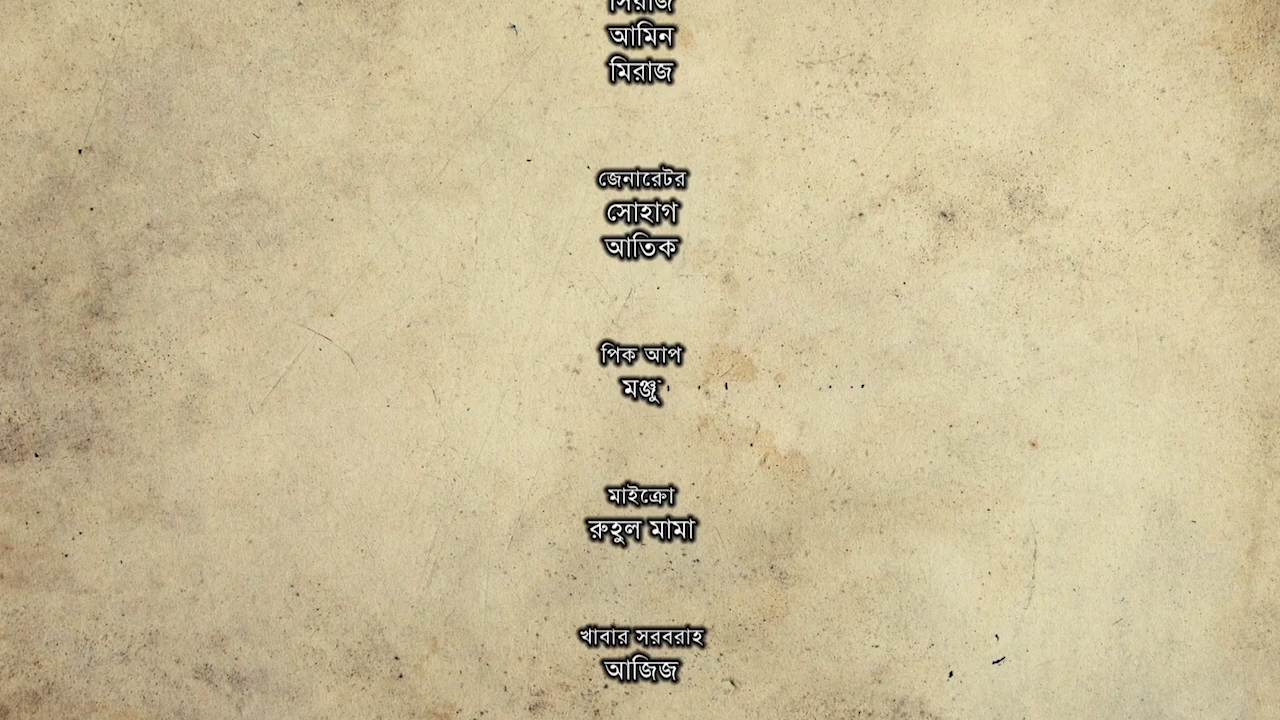 সিরাজ
আমিন
মিরাজ
জেনারেটর
সোহাগ
আতিক
পিক আপ
মঞ্জু
মাইক্রো
রুহুল মামা
খাবার সরবরাহ
আজিজ